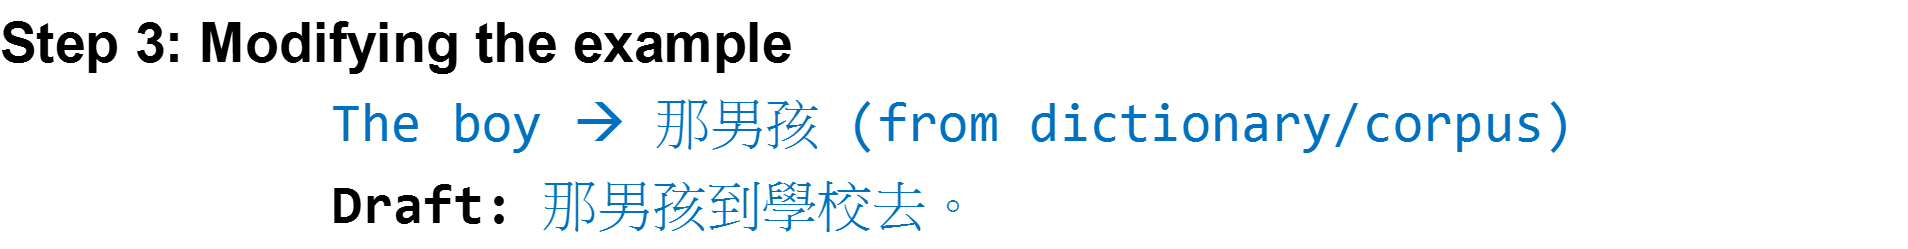 Step 3: Modifying the example
The boy → 那男孩 (from dictionary/corpus)
Draft: 那男孩到學校去。